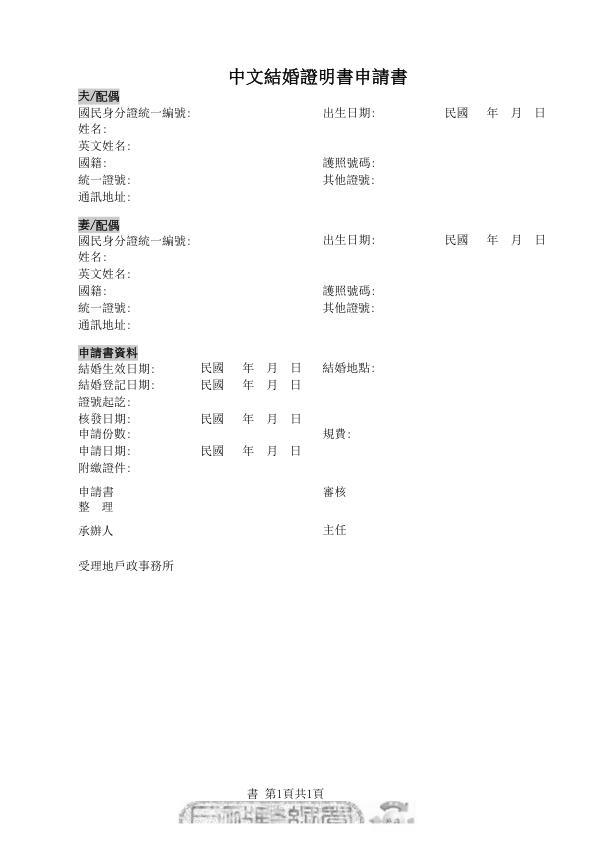 中文結婚證明書申請書
夫/配偶
國民身分證統一編號: 出生日期: 民國 年 月 日
姓名:
英文姓名:
國籍: 護照號碼:
統一證號: 其他證號:
通訊地址:
妻/配偶
國民身分證統一編號: 出生日期: 民國 年 月 日
姓名:
英文姓名:
國籍: 護照號碼:
統一證號: 其他證號:
通訊地址:
申請書資料
結婚生效日期: 民國 年 月 日 結婚地點:
結婚登記日期: 民國 年 月 日
證號起訖:
核發日期: 民國 年 月 日
申請份數: 規費:
申請日期: 民國 年 月 日
附繳證件:
申請書 審核
整 理
承辦人 主任
受理地戶政事務所
書 第1頁共1頁